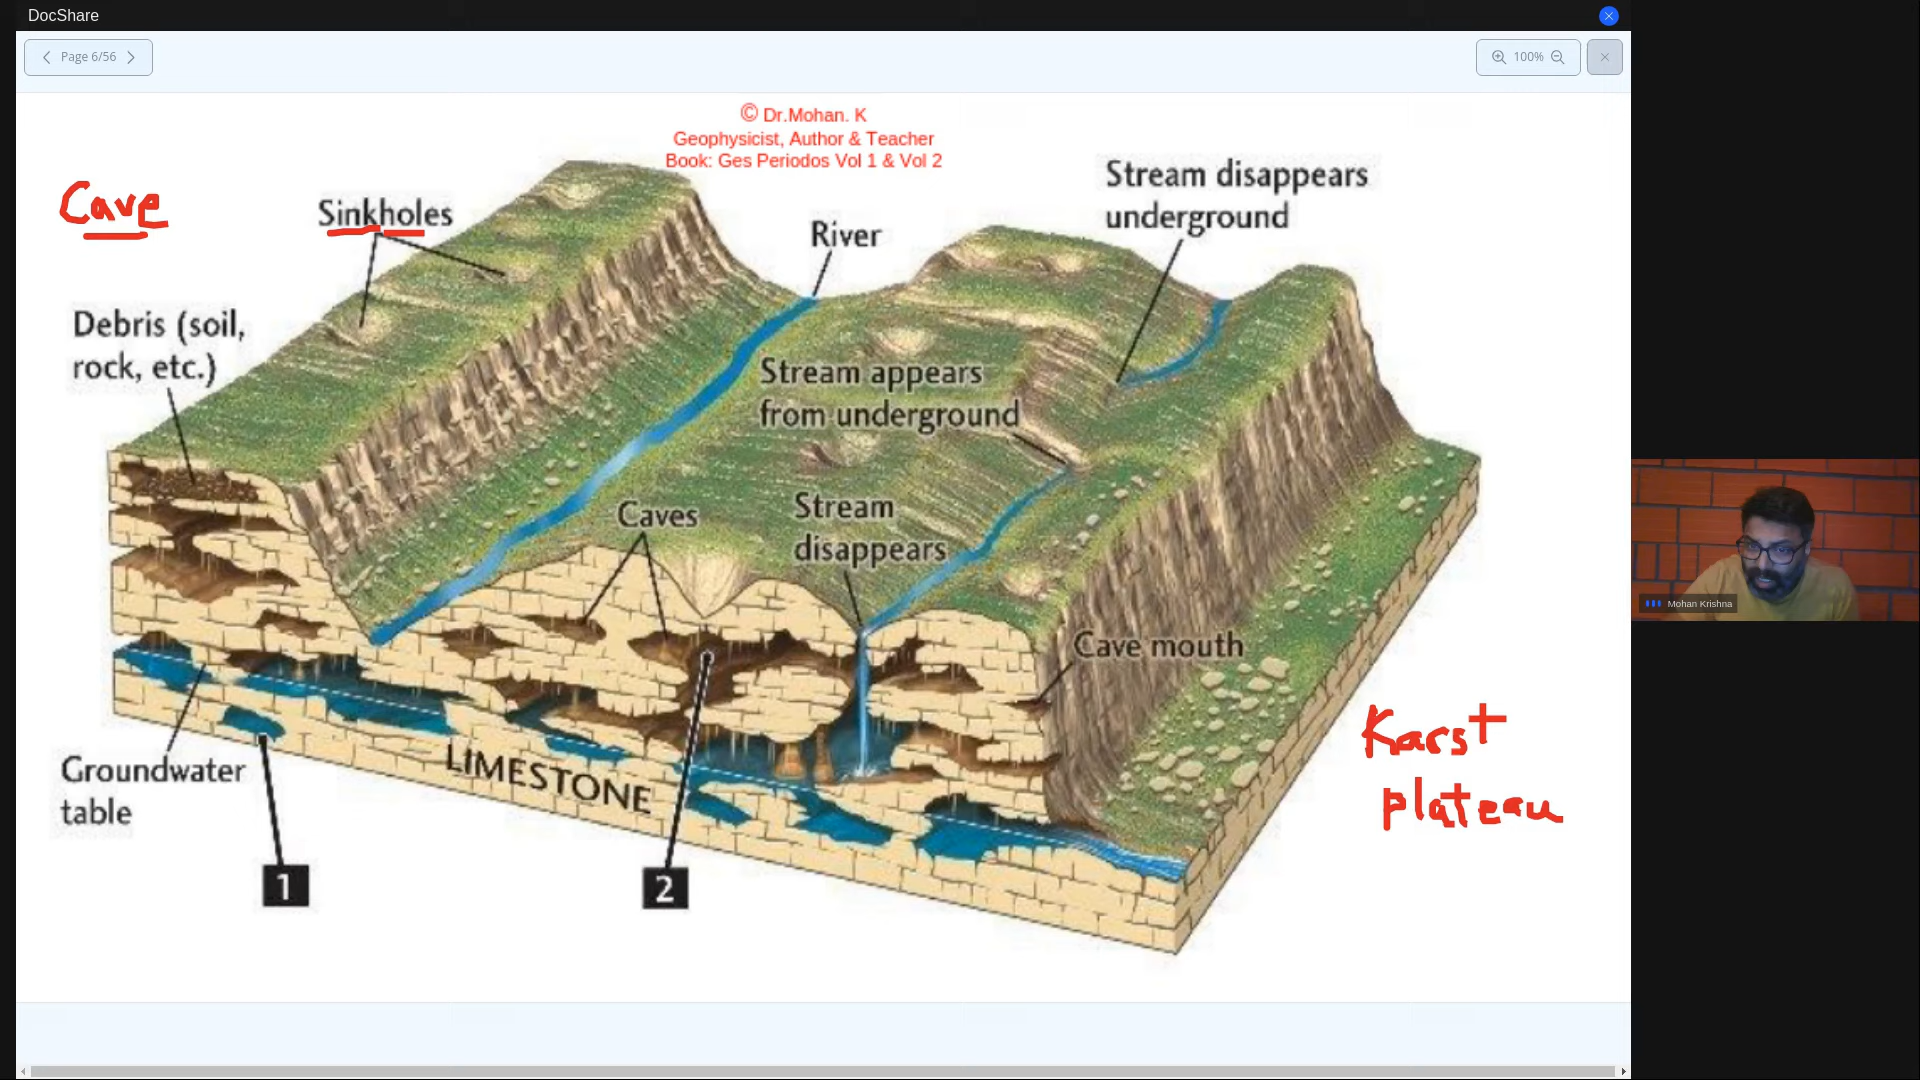 DocShare
Page 6/56
100%
© Dr.Mohan. K
Geophysicist, Author & Teacher
Book: Ges Periodos Vol 1 & Vol 2
Cave
Sinkholes
River
Stream disappears
underground
Debris (soil,
rock, etc.)
Stream appears
from underground
Caves
Stream
disappears
Cave mouth
Groundwater
table
LIMESTONE
1
2
Karst
plateau
Mohan Krishna